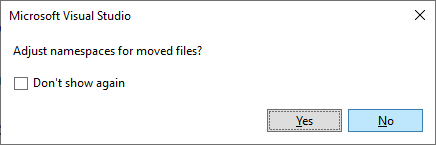 Microsoft Visual Studio
Adjust namespaces for moved files?
Don't show again
Yes No